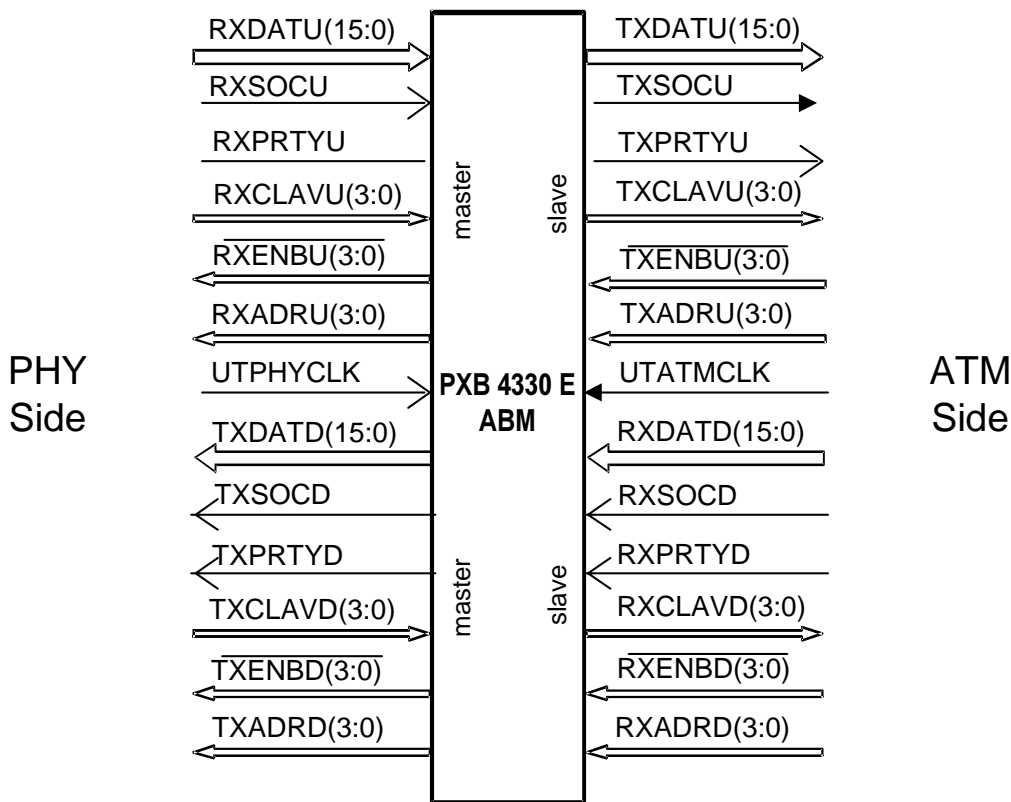 RXDATU(15:0)
TXDATU(15:0)
RXSOCU
TXSOCU
RXPRTYU
TXPRTYU
RXCLAVU(3:0)
TXCLAVU(3:0)
master
slave
RXENBU(3:0)
TXENBU(3:0)
RXADRU(3:0)
TXADRU(3:0)
PHY
Side
UTPHYCLK
PXB 4330 E
ABM
UTATMCLK
ATM
Side
TXDATD(15:0)
RXDATD(15:0)
TXSOCD
RXSOCD
TXPRTYD
RXPRTYD
master
slave
TXCLAVD(3:0)
RXCLAVD(3:0)
TXENBD(3:0)
RXENBD(3:0)
TXADRD(3:0)
RXADRD(3:0)